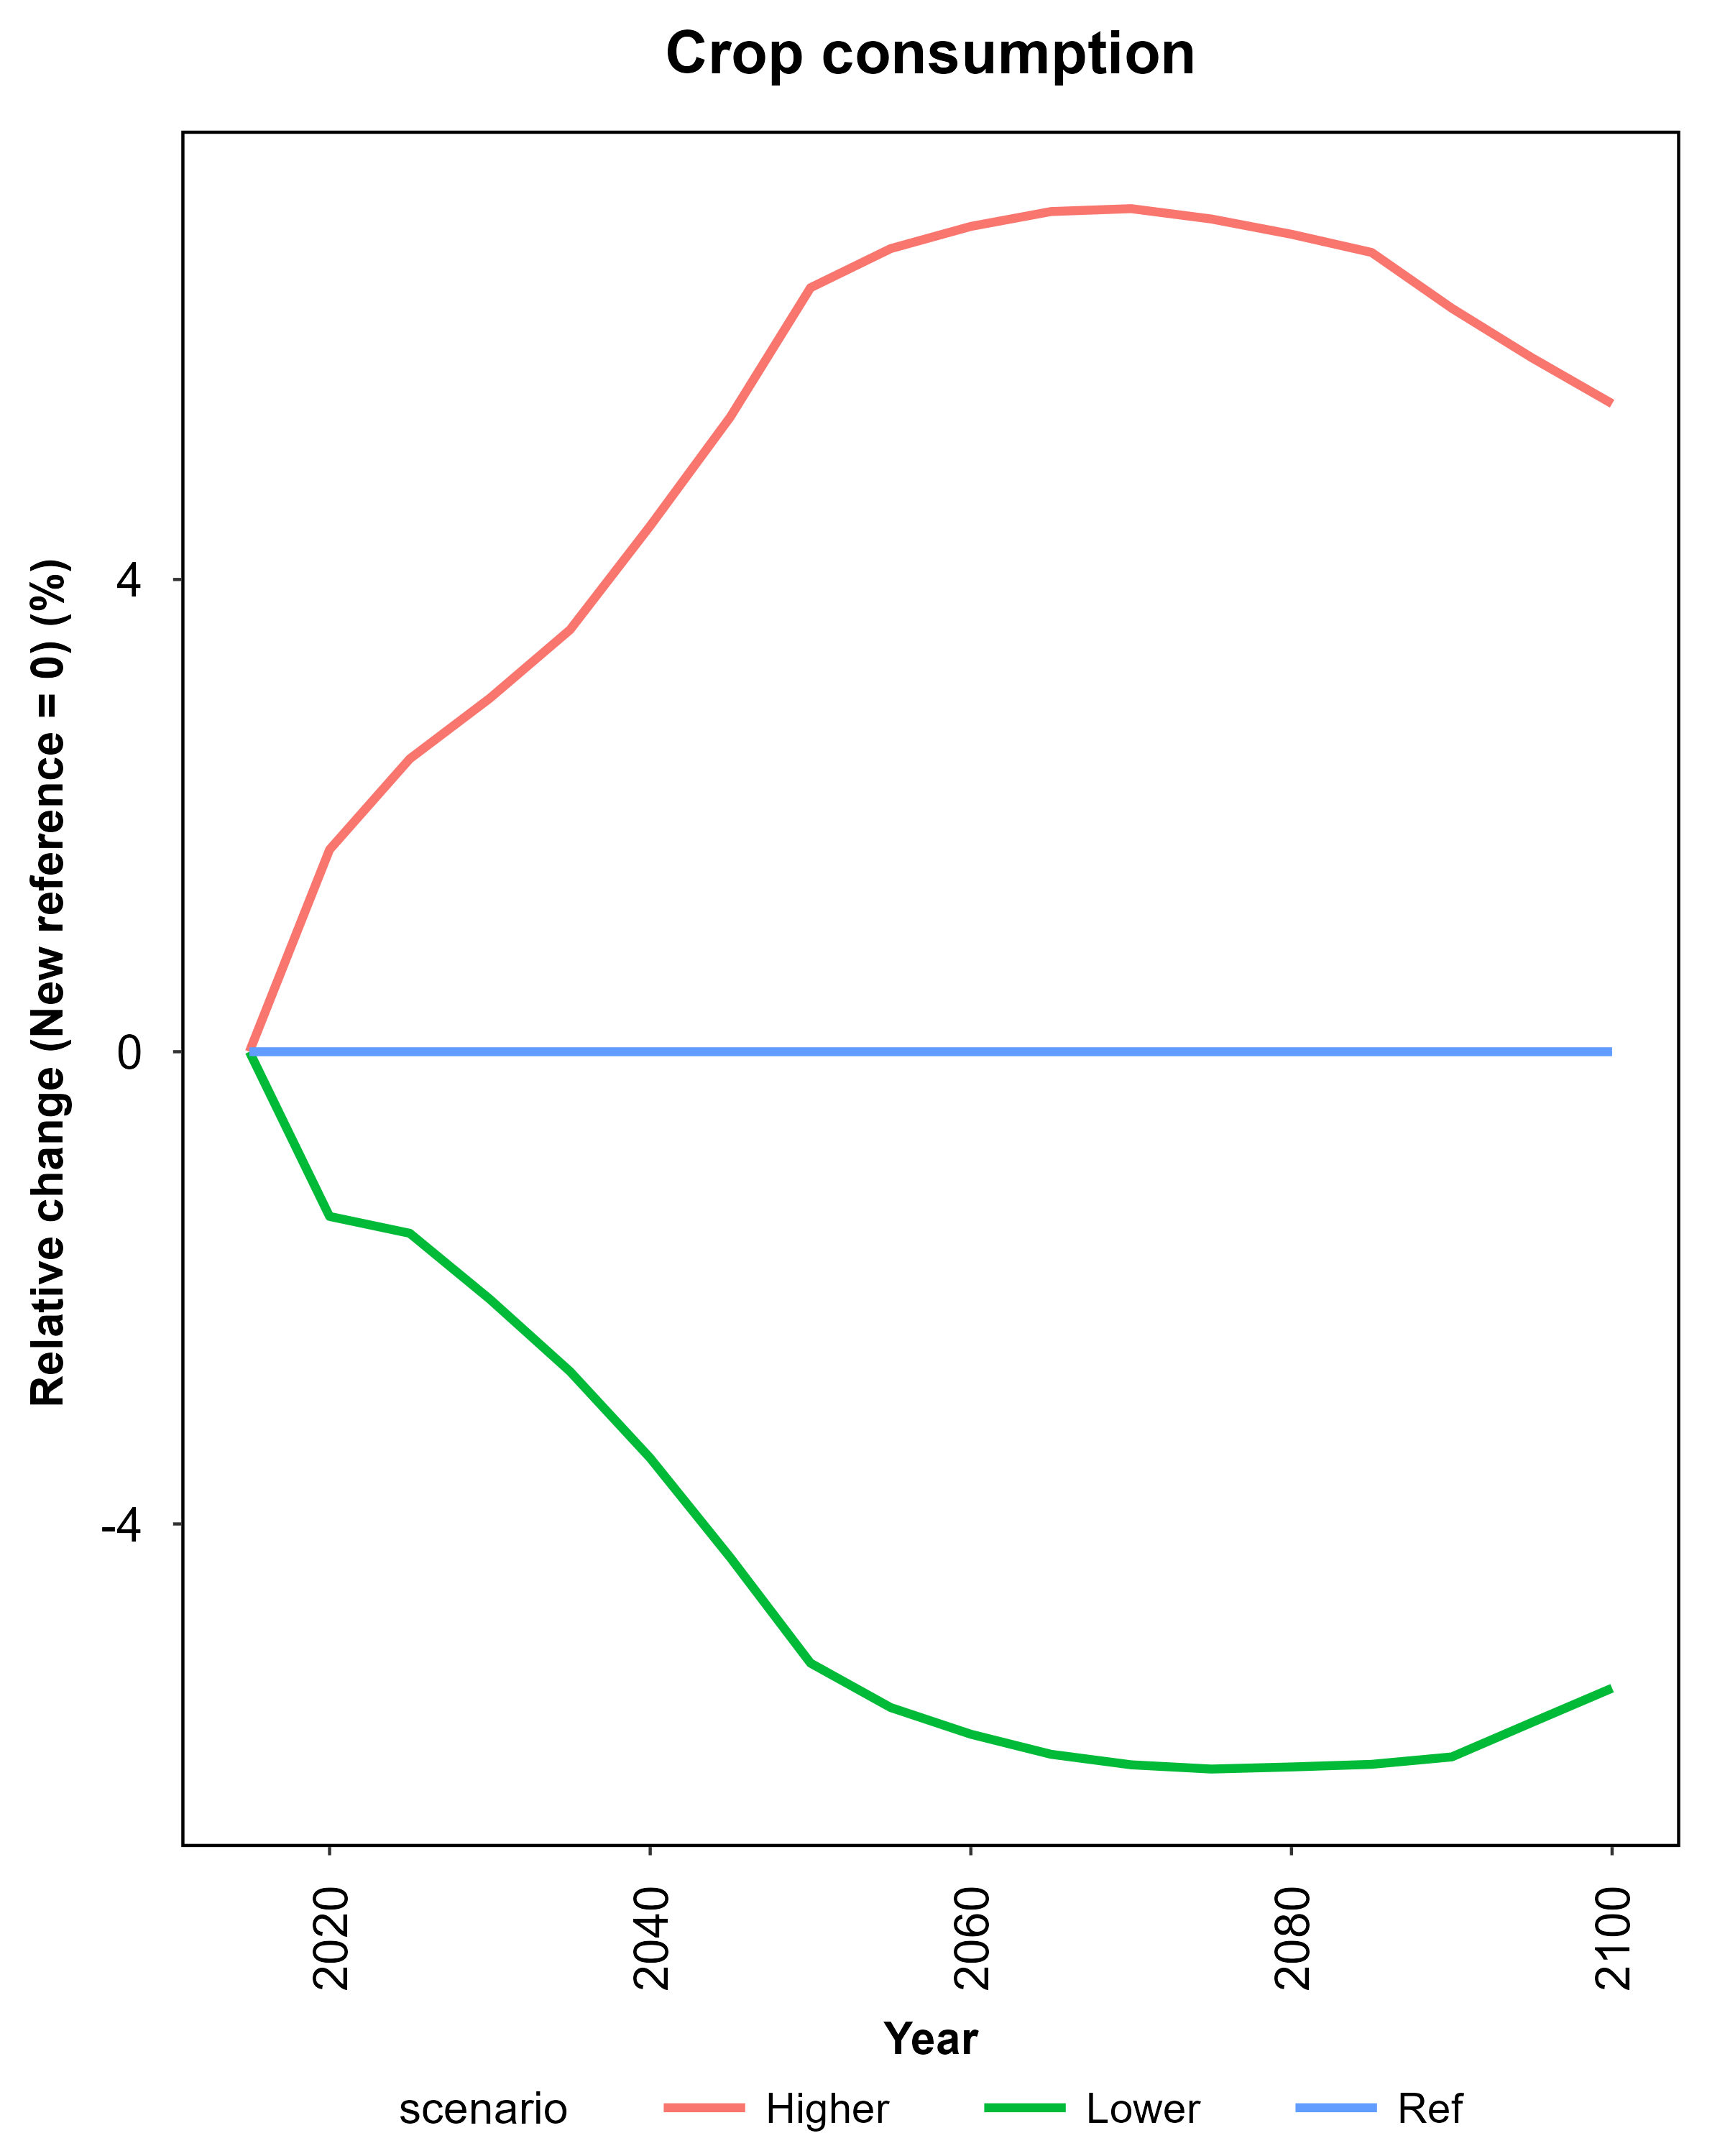 Crop consumption
Relative change (New reference = 0) (%)
4
0
-4
2020
2040
2060
2080
2100
Year
scenario Higher Lower Ref